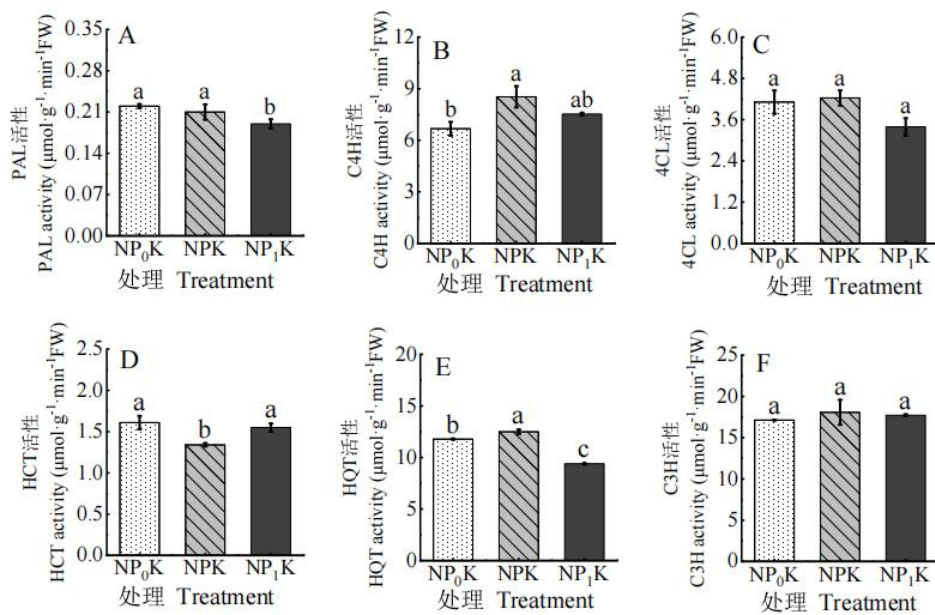 A
PAL活性
PAL activity (μmol·g⁻¹·min⁻¹FW)
0.35
0.28
0.21
0.14
0.07
0.00
a
a
b
NP₀K NPK NP₁K
处理 Treatment
B
C4H活性
C4H activity (μmol·g⁻¹·min⁻¹FW)
12
9
6
3
0
b
a
ab
NP₀K NPK NP₁K
处理 Treatment
C
4CL活性
4CL activity (μmol·g⁻¹·min⁻¹FW)
6.0
4.8
3.6
2.4
1.2
0.0
a
a
a
NP₀K NPK NP₁K
处理 Treatment
D
HCT活性
HCT activity (μmol·g⁻¹·min⁻¹FW)
2.5
2.0
1.5
1.0
0.5
0.0
a
b
a
NP₀K NPK NP₁K
处理 Treatment
E
HQT活性
HQT activity (μmol·g⁻¹·min⁻¹FW)
20
15
10
5
0
b
a
c
NP₀K NPK NP₁K
处理 Treatment
F
C3H活性
C3H activity (μmol·g⁻¹·min⁻¹FW)
25
20
15
10
5
0
a
a
a
NP₀K NPK NP₁K
处理 Treatment